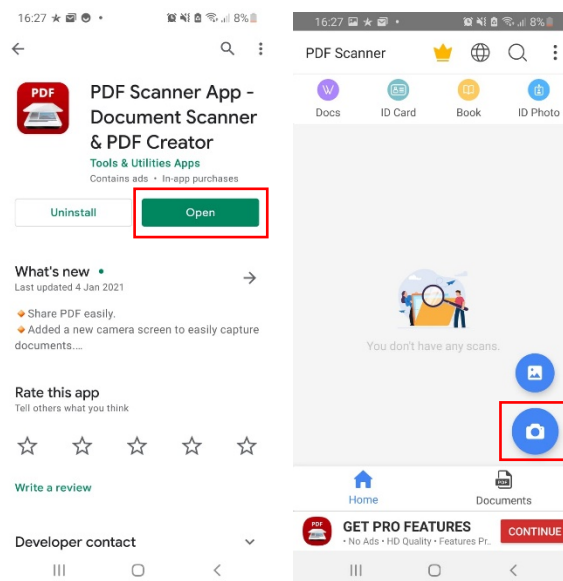 16:27
8%
PDF
PDF Scanner App -
Document Scanner
& PDF Creator
Tools & Utilities Apps
Contains ads • In-app purchases
Uninstall
Open
What's new •
Last updated 4 Jan 2021
Share PDF easily.
Added a new camera screen to easily capture
documents....
Rate this app
Tell others what you think
Write a review
Developer contact
16:27
8%
PDF Scanner
W
Docs
ID Card
Book
ID Photo
You don't have any scans.
Home
PDF
Documents
PDF
GET PRO FEATURES
• No Ads • HD Quality • Features Pr..
CONTINUE